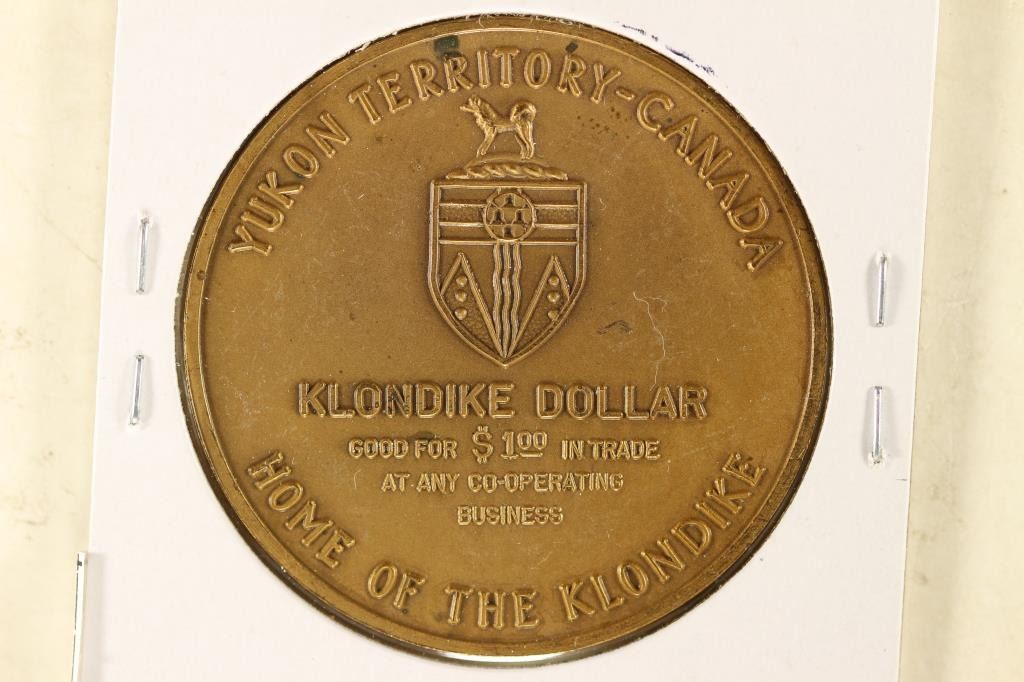 YUKON TERRITORY-CANADA
KLONDIKE DOLLAR
GOOD FOR $1.00 IN TRADE
AT ANY CO-OPERATING
BUSINESS
HOME OF THE KLONDIKE